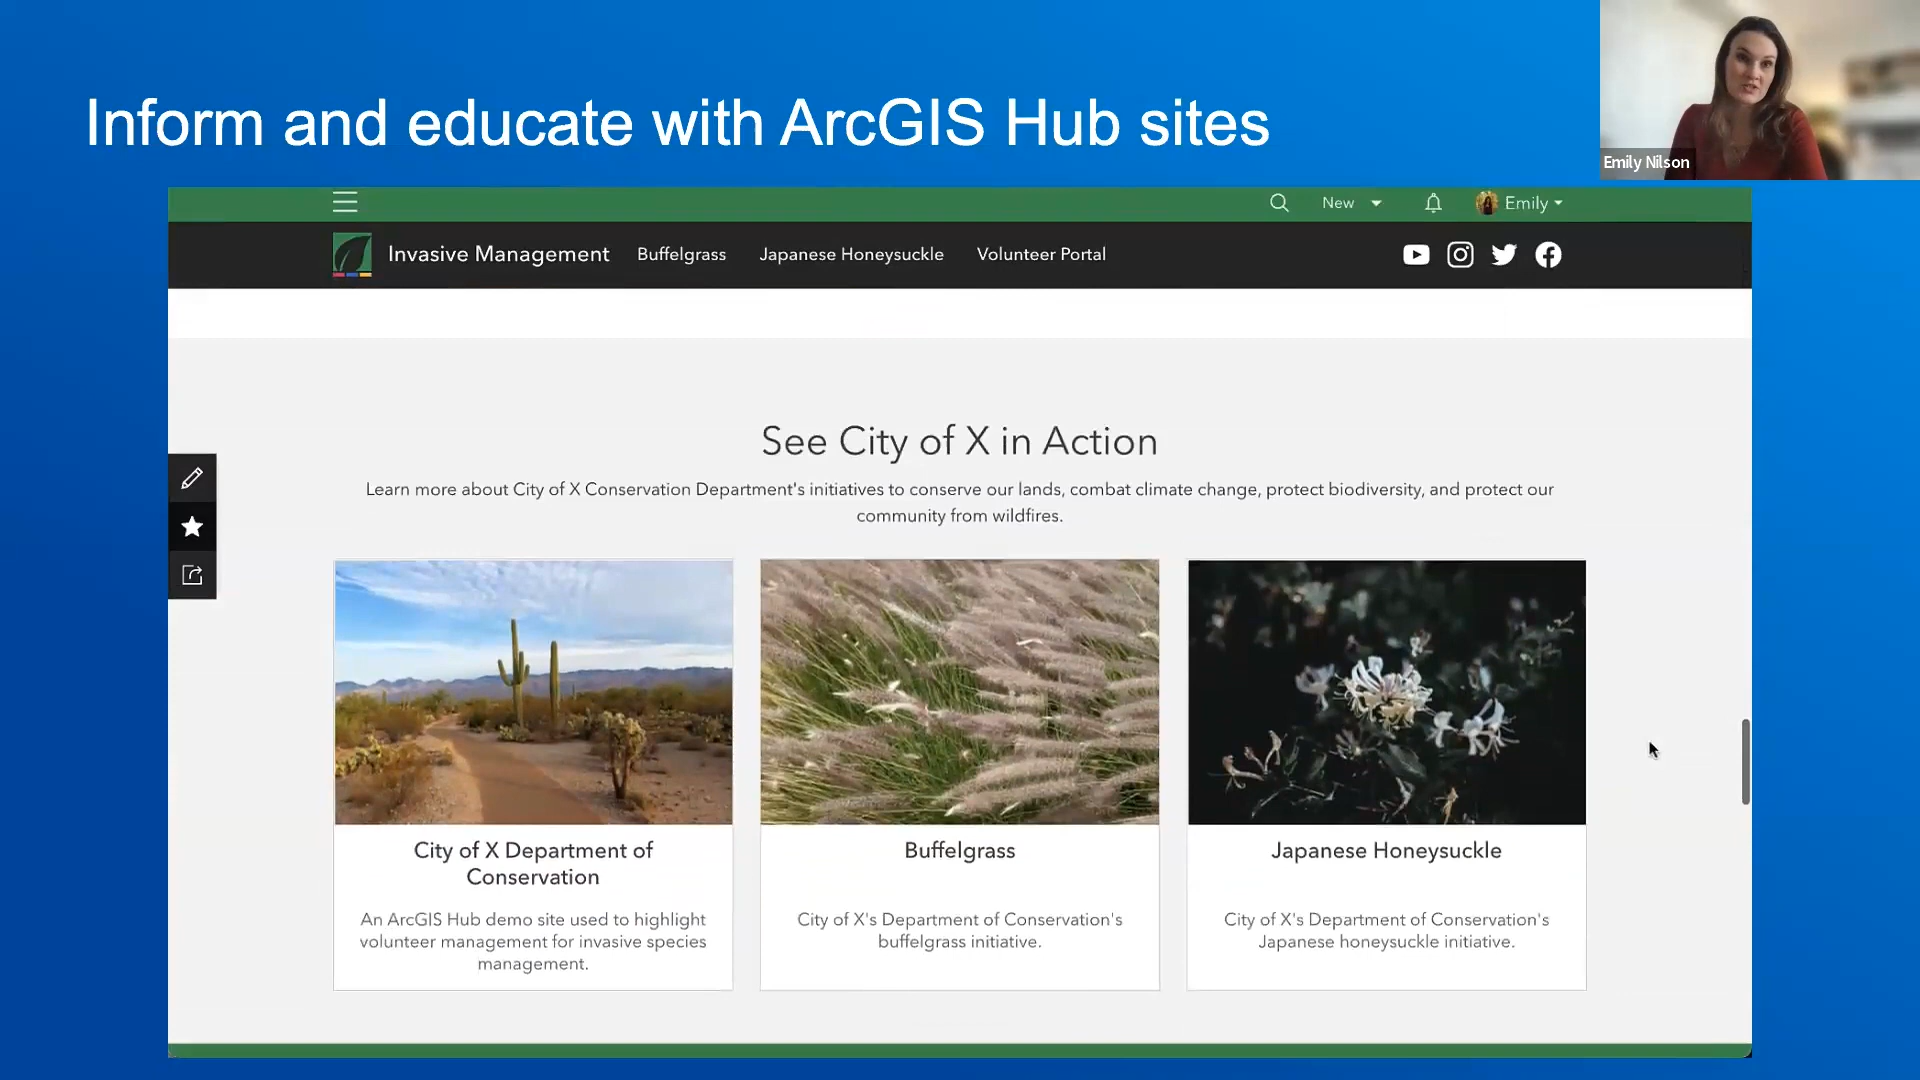 Inform and educate with ArcGIS Hub sites
Emily Nilson
New
Emily
Invasive Management
Buffelgrass
Japanese Honeysuckle
Volunteer Portal
See City of X in Action
Learn more about City of X Conservation Department's initiatives to conserve our lands, combat climate change, protect biodiversity, and protect our
community from wildfires.
City of X Department of
Conservation
An ArcGIS Hub demo site used to highlight
volunteer management for invasive species
management.
Buffelgrass
City of X's Department of Conservation's
buffelgrass initiative.
Japanese Honeysuckle
City of X's Department of Conservation's
Japanese honeysuckle initiative.